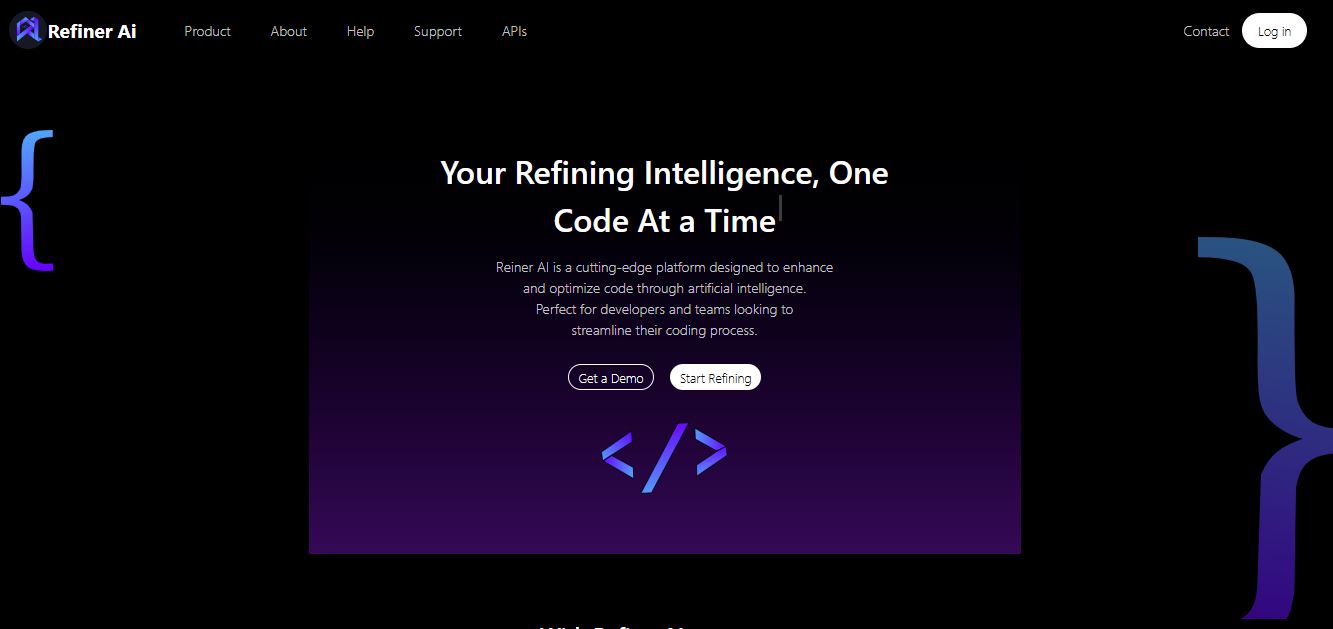 Refiner Ai
Product
About
Help
Support
APIs
Contact
Log in
{
Your Refining Intelligence, One
Code At a Time
Reiner AI is a cutting-edge platform designed to enhance
and optimize code through artificial intelligence.
Perfect for developers and teams looking to
streamline their coding process.
Get a Demo
Start Refining
</>
}